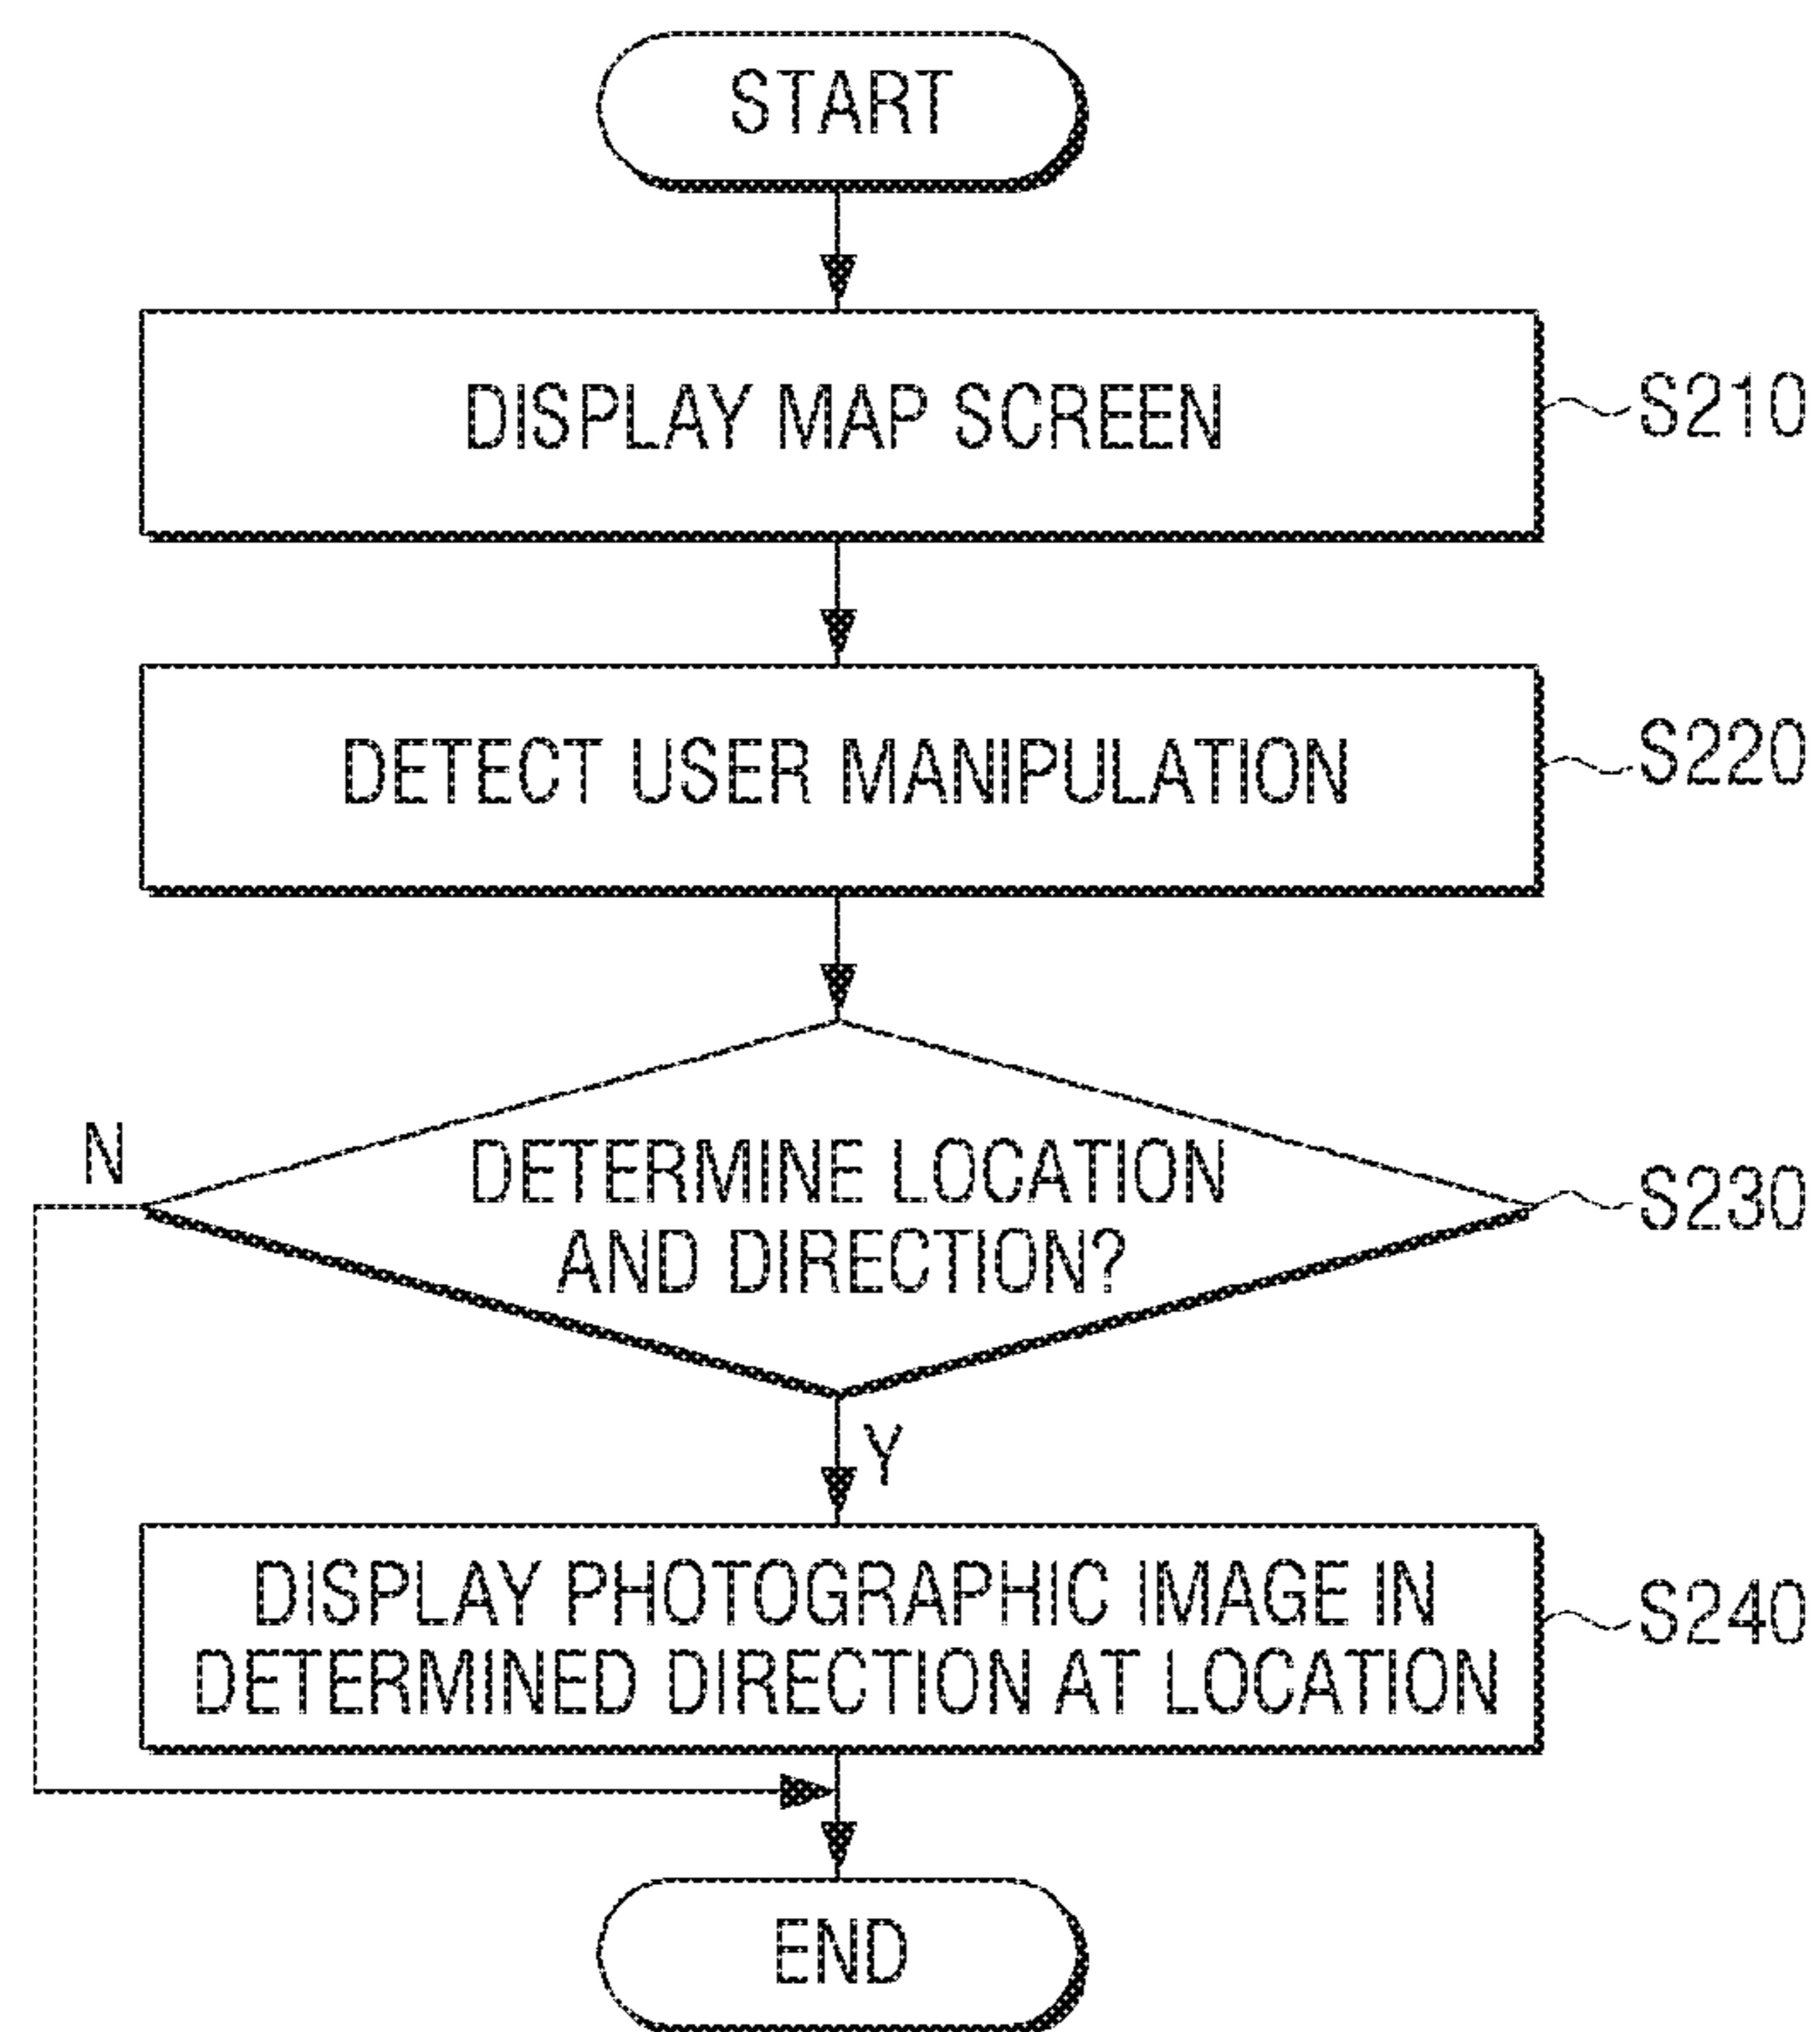 START
DISPLAY MAP SCREEN
S210
DETECT USER MANIPULATION
S220
N
DETERMINE LOCATION
AND DIRECTION?
S230
Y
DISPLAY PHOTOGRAPHIC IMAGE IN
DETERMINED DIRECTION AT LOCATION
S240
END